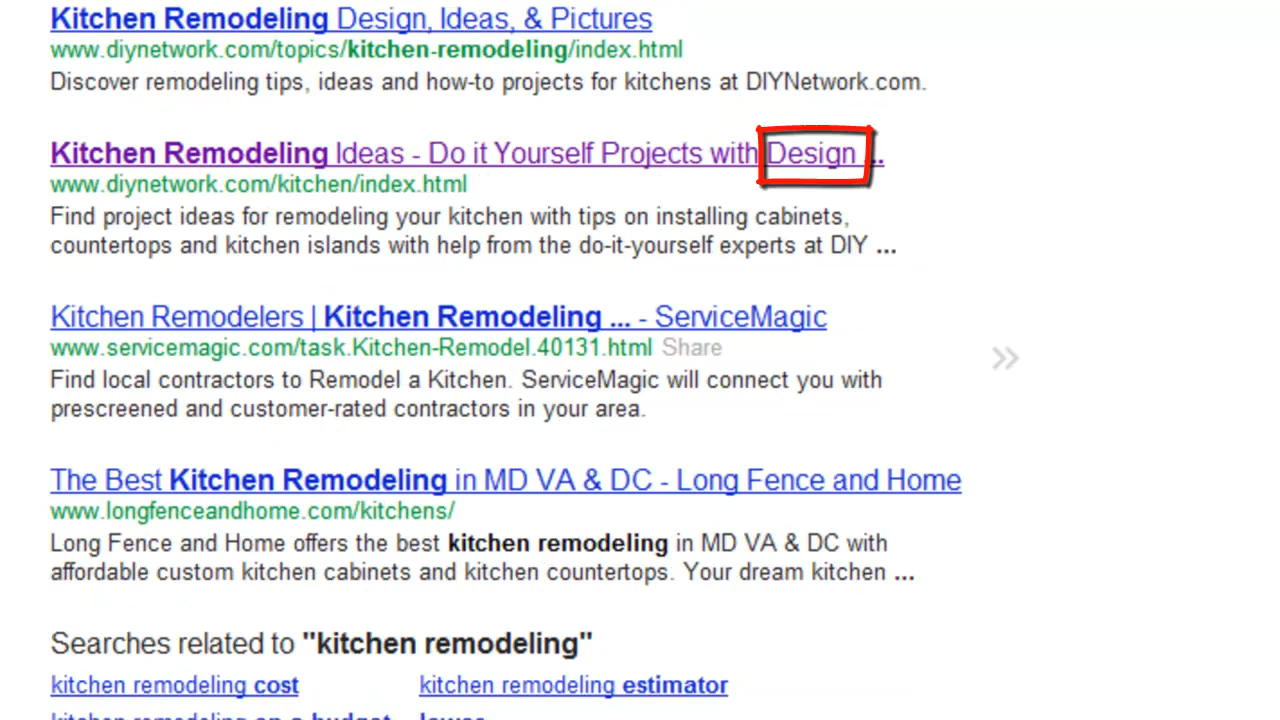 Kitchen Remodeling Design, Ideas, & Pictures
www.diynetwork.com/topics/kitchen-remodeling/index.html
Discover remodeling tips, ideas and how-to projects for kitchens at DIYNetwork.com.
Kitchen Remodeling Ideas - Do it Yourself Projects with Design ...
www.diynetwork.com/kitchen/index.html
Find project ideas for remodeling your kitchen with tips on installing cabinets,
countertops and kitchen islands with help from the do-it-yourself experts at DIY ...
Kitchen Remodelers | Kitchen Remodeling ... - ServiceMagic
www.servicemagic.com/task.Kitchen-Remodel.40131.html Share
Find local contractors to Remodel a Kitchen. ServiceMagic will connect you with
prescreened and customer-rated contractors in your area.
The Best Kitchen Remodeling in MD VA & DC - Long Fence and Home
www.longfenceandhome.com/kitchens/
Long Fence and Home offers the best kitchen remodeling in MD VA & DC with
affordable custom kitchen cabinets and kitchen countertops. Your dream kitchen ...
Searches related to "kitchen remodeling"
kitchen remodeling cost kitchen remodeling estimator
kitchen remodeling on a budget lowes